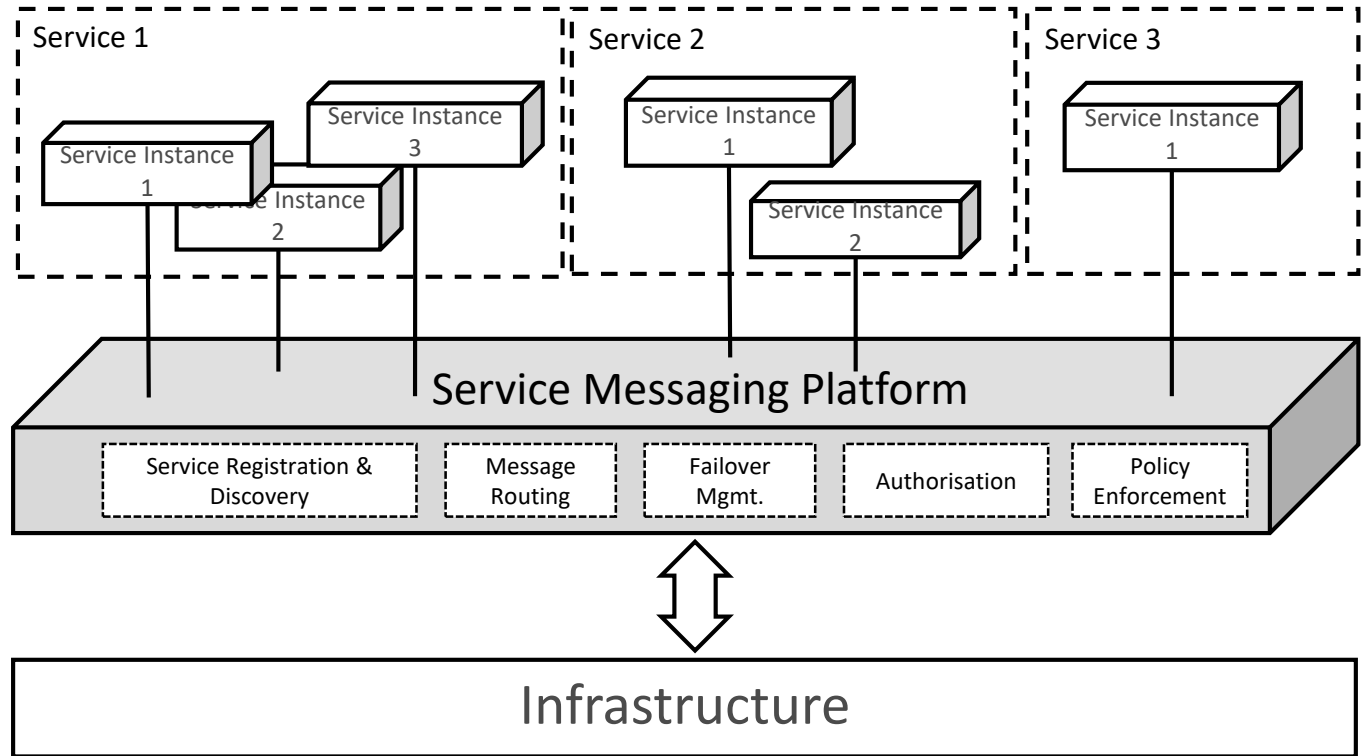 Service 1
Service Instance
1
Service Instance
2
Service Instance
3
Service 2
Service Instance
1
Service Instance
2
Service 3
Service Instance
1
Service Messaging Platform
Service Registration &
Discovery
Message
Routing
Failover
Mgmt.
Authorisation
Policy
Enforcement
Infrastructure